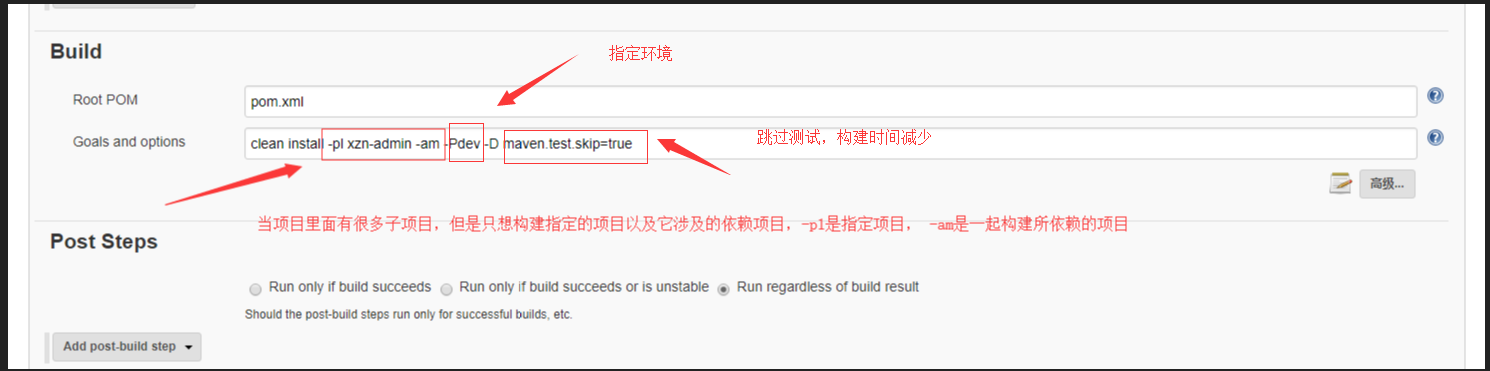 Build
指定环境
Root POM
pom.xml
Goals and options
clean install -pl xzn-admin -am -Pdev -D maven.test.skip=true
跳过测试，构建时间减少
高级...
当项目里面有很多子项目，但是只想构建指定的项目以及它涉及的依赖项目，-pl是指定项目， -am是一起构建所依赖的项目
Post Steps
Run only if build succeeds
Run only if build succeeds or is unstable
Run regardless of build result
Should the post-build steps run only for successful builds, etc.
Add post-build step